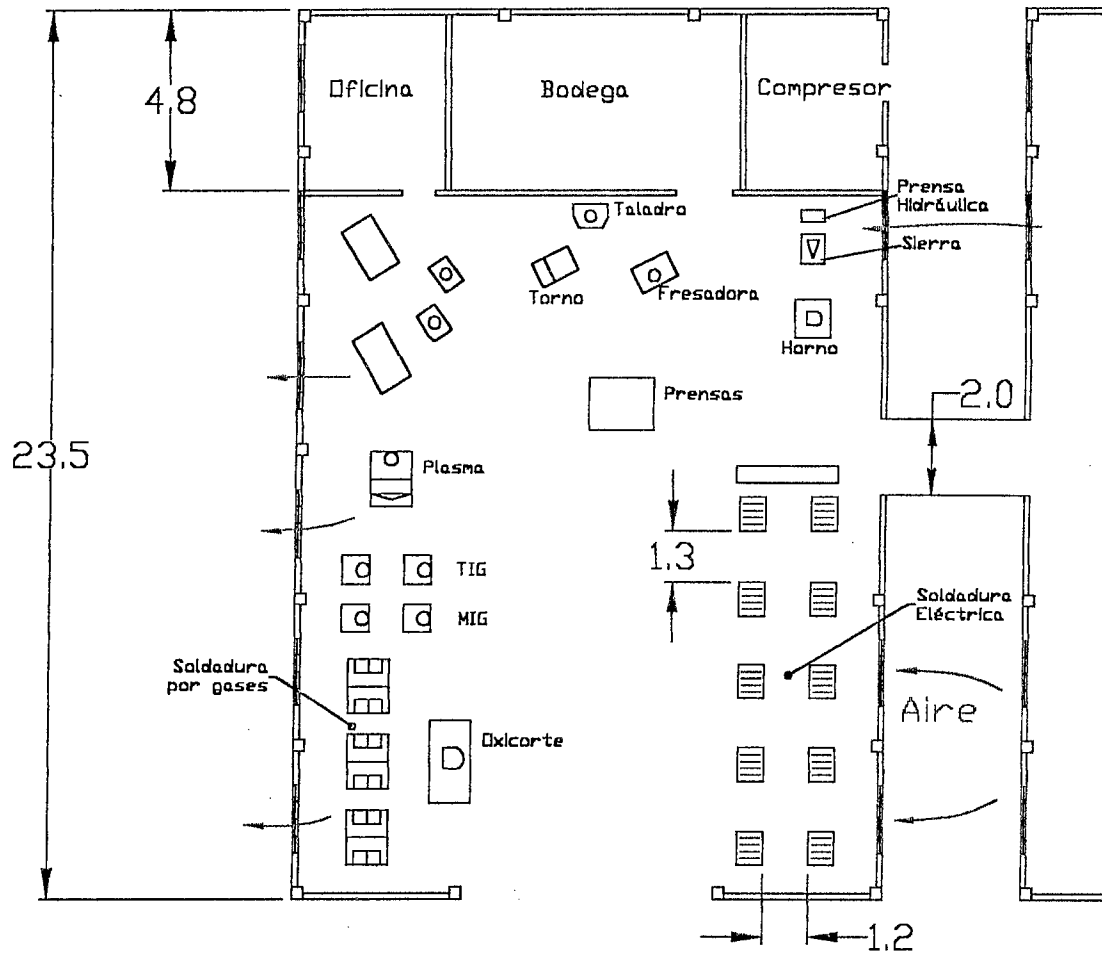 Oficina
Bodega
Compresor
4,8
Prensa
Hidráulica
Sierra
Taladro
Torno
Fresadora
Horno
2,0
Prensas
23,5
Plasma
1,3
TIG
MIG
Soldadura
Eléctrica
Soldadura
por gases
Aire
Oxicorte
1,2